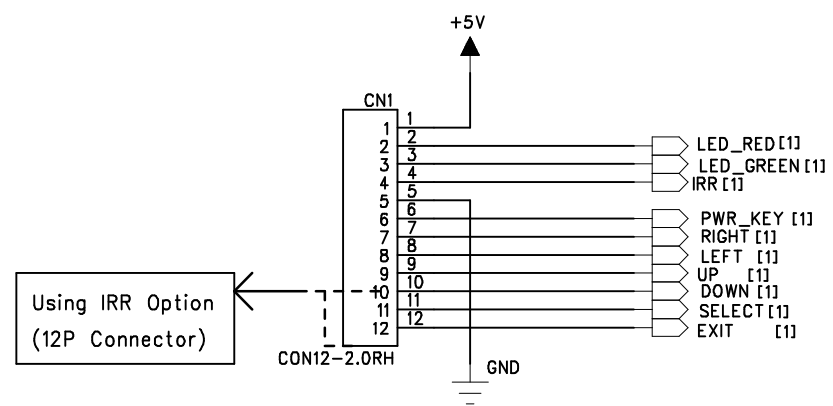 +5V
CN1
1 1
2 2 LED_RED[1]
3 3 LED_GREEN[1]
4 4 IRR[1]
5 5
6 6 PWR_KEY [1]
7 7 RIGHT[1]
8 8 LEFT [1]
9 9 UP [1]
10 10 DOWN[1]
11 11 SELECT[1]
12 12 EXIT [1]
Using IRR Option
(12P Connector)
CON12-2.0RH
GND